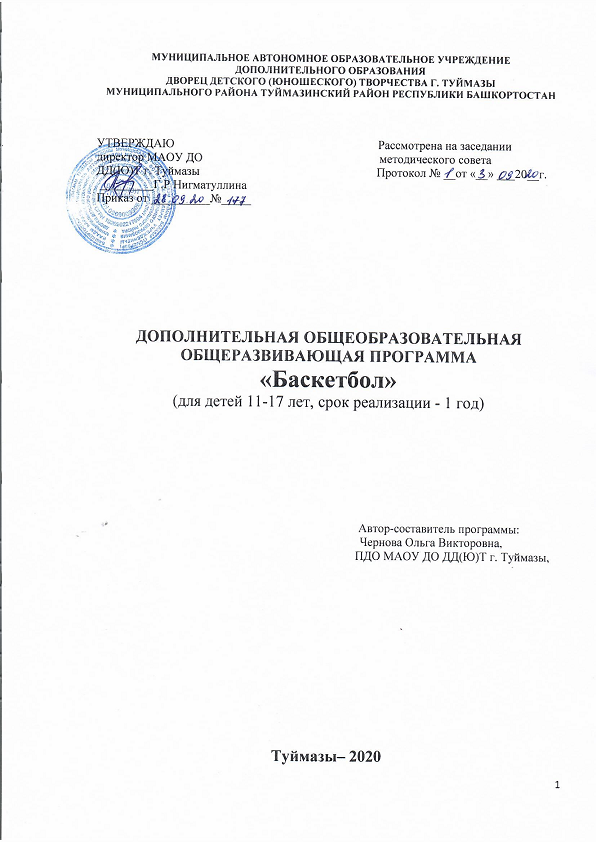 МУНИЦИПАЛЬНОЕ АВТОНОМНОЕ ОБРАЗОВАТЕЛЬНОЕ УЧРЕЖДЕНИЕ
ДОПОЛНИТЕЛЬНОГО ОБРАЗОВАНИЯ
ДВОРЕЦ ДЕТСКОГО (ЮНОШЕСКОГО) ТВОРЧЕСТВА Г. ТУЙМАЗЫ
МУНИЦИПАЛЬНОГО РАЙОНА ТУЙМАЗИНСКИЙ РАЙОН РЕСПУБЛИКИ БАШКОРТОСТАН
УТВЕРЖДАЮ
директор МАОУ ДО
ДД(Ю)Т г. Туймазы
Г.Р Нигматуллина
Приказ от 28.09.20 № 177
Рассмотрена на заседании
методического совета
Протокол № 1 от «3» 09 2020 г.
ДОПОЛНИТЕЛЬНАЯ ОБЩЕОБРАЗОВАТЕЛЬНАЯ
ОБЩЕРАЗВИВАЮЩАЯ ПРОГРАММА
«Баскетбол»
(для детей 11-17 лет, срок реализации - 1 год)
Автор-составитель программы:
Чернова Ольга Викторовна,
ПДО МАОУ ДО ДД(Ю)Т г. Туймазы,
Туймазы– 2020
1